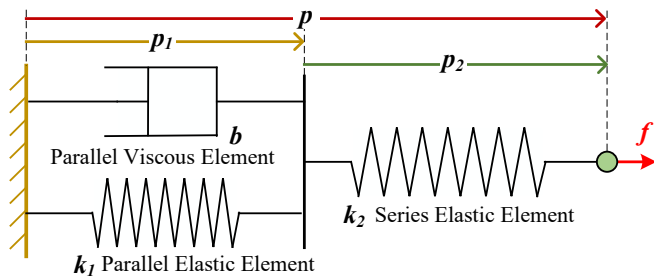 p
p₁
p₂
b
Parallel Viscous Element
f
k₂ Series Elastic Element
k₁ Parallel Elastic Element